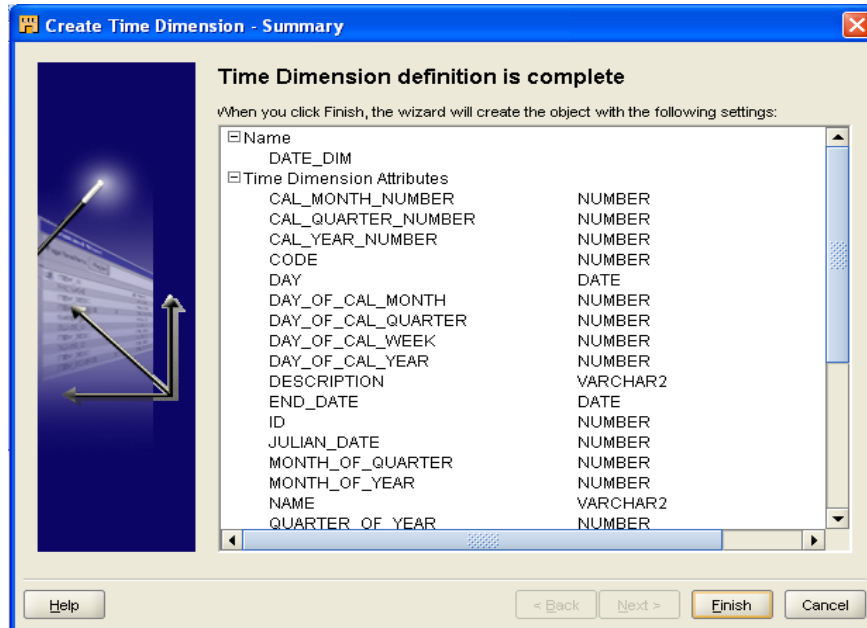 Create Time Dimension - Summary
Time Dimension definition is complete
When you click Finish, the wizard will create the object with the following settings:
Name
DATE_DIM
Time Dimension Attributes
CAL_MONTH_NUMBER NUMBER
CAL_QUARTER_NUMBER NUMBER
CAL_YEAR_NUMBER NUMBER
CODE NUMBER
DAY DATE
DAY_OF_CAL_MONTH NUMBER
DAY_OF_CAL_QUARTER NUMBER
DAY_OF_CAL_WEEK NUMBER
DAY_OF_CAL_YEAR NUMBER
DESCRIPTION VARCHAR2
END_DATE DATE
ID NUMBER
JULIAN_DATE NUMBER
MONTH_OF_QUARTER NUMBER
MONTH_OF_YEAR NUMBER
NAME VARCHAR2
QUARTER_OF_YEAR NUMBER
Help < Back Next > Finish Cancel